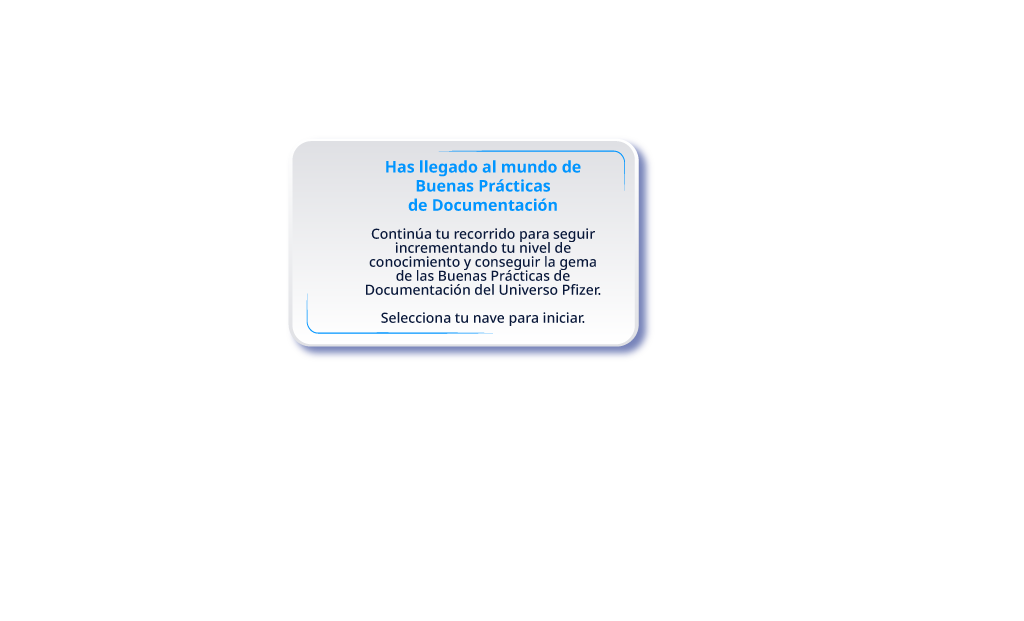 Has llegado al mundo de
Buenas Prácticas
de Documentación
Continúa tu recorrido para seguir
incrementando tu nivel de
conocimiento y conseguir la gema
de las Buenas Prácticas de
Documentación del Universo Pfizer.
Selecciona tu nave para iniciar.